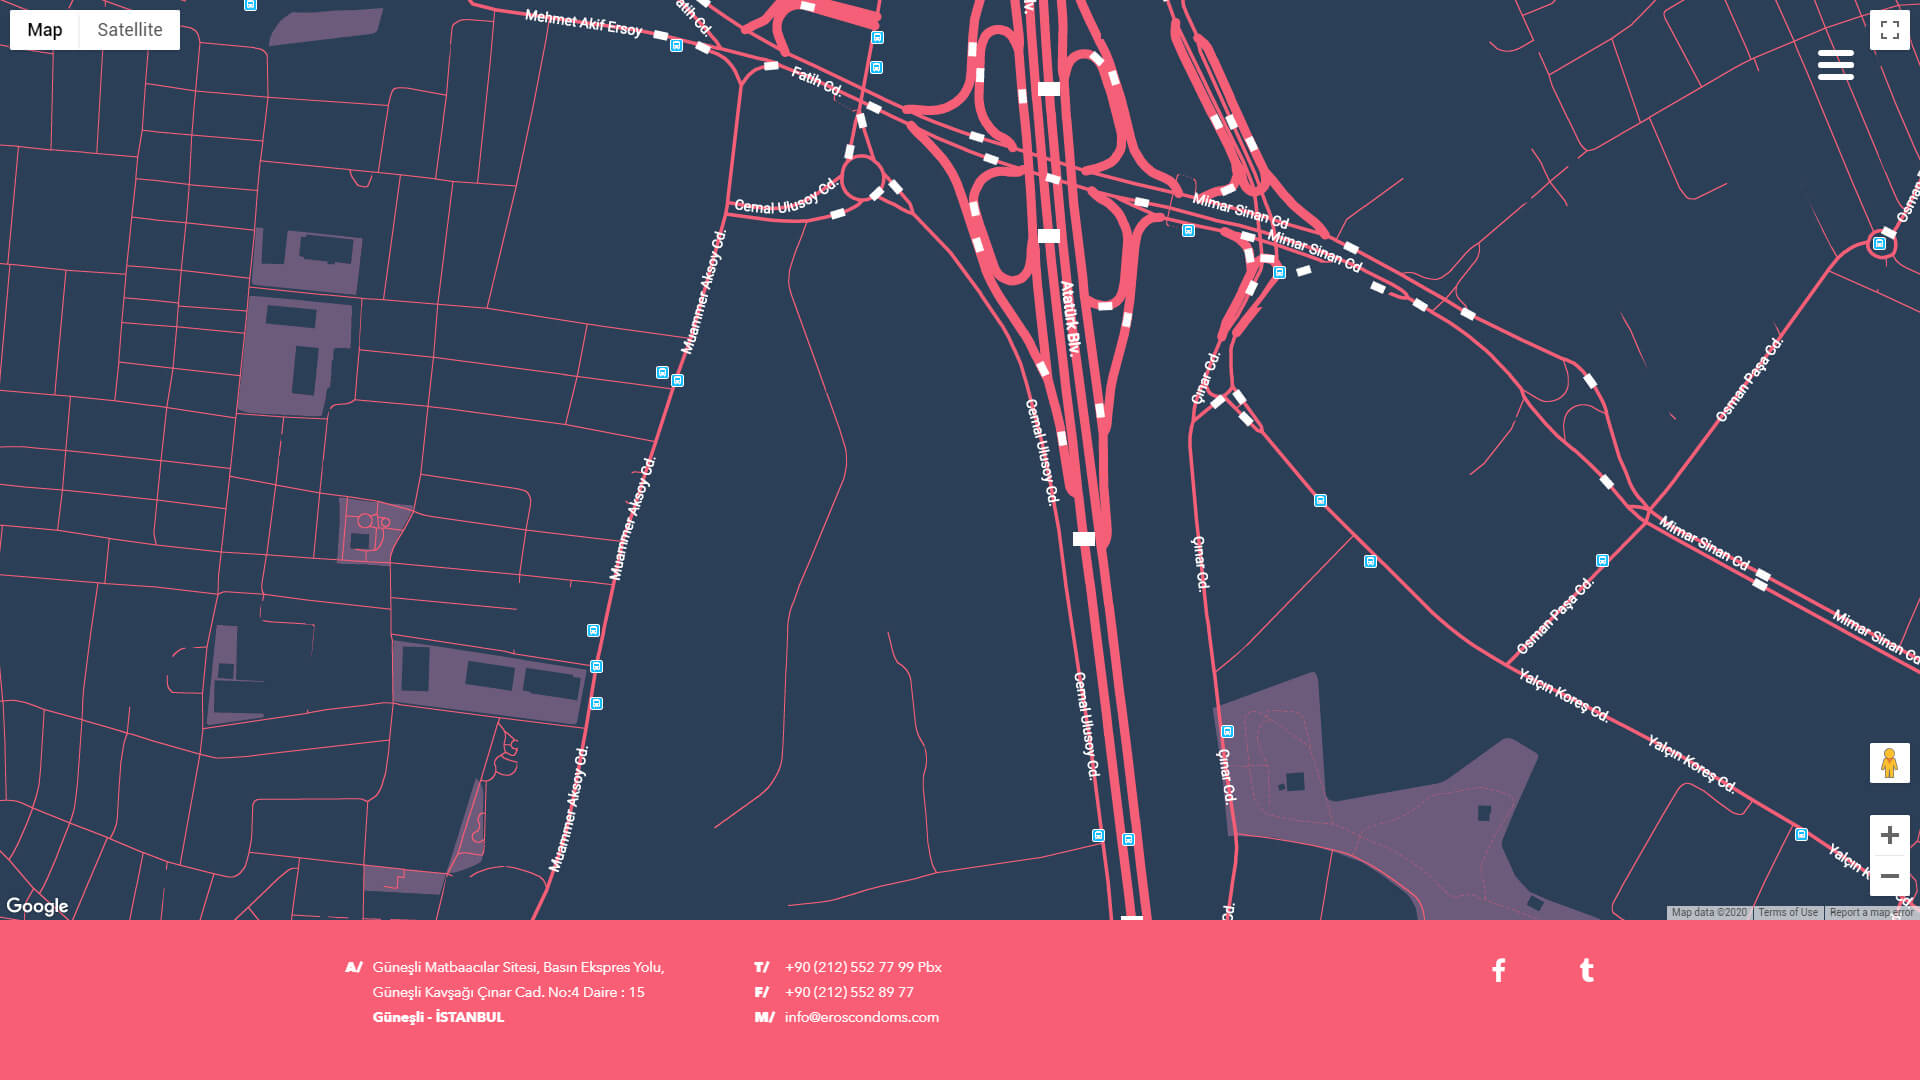 Map
Satellite
Mehmet Akif Ersoy
Fatih Cd.
Fatih Cd.
Cemal Ulusoy Cd.
Muammer Aksoy Cd.
Mimar Sinan Cd
Mimar Sinan Cd
Atatürk Blv.
Çınar Cd.
Osman Paşa Cd.
Cemal Ulusoy Cd.
Muammer Aksoy Cd.
Çınar Cd.
Mimar Sinan Cd
Osman Paşa Cd.
Mimar Sinan Cd
Yalçın Koreş Cd.
Cemal Ulusoy Cd.
Yalçın Koreş Cd.
Çınar Cd.
Muammer Aksoy Cd.
Google
Map data ©2020
Terms of Use
Report a map error
A/ Güneşli Matbaacılar Sitesi, Basın Ekspres Yolu,
Güneşli Kavşağı Çınar Cad. No:4 Daire : 15
Güneşli - İSTANBUL
T/ +90 (212) 552 77 99 Pbx
F/ +90 (212) 552 89 77
M/ info@eroscondoms.com